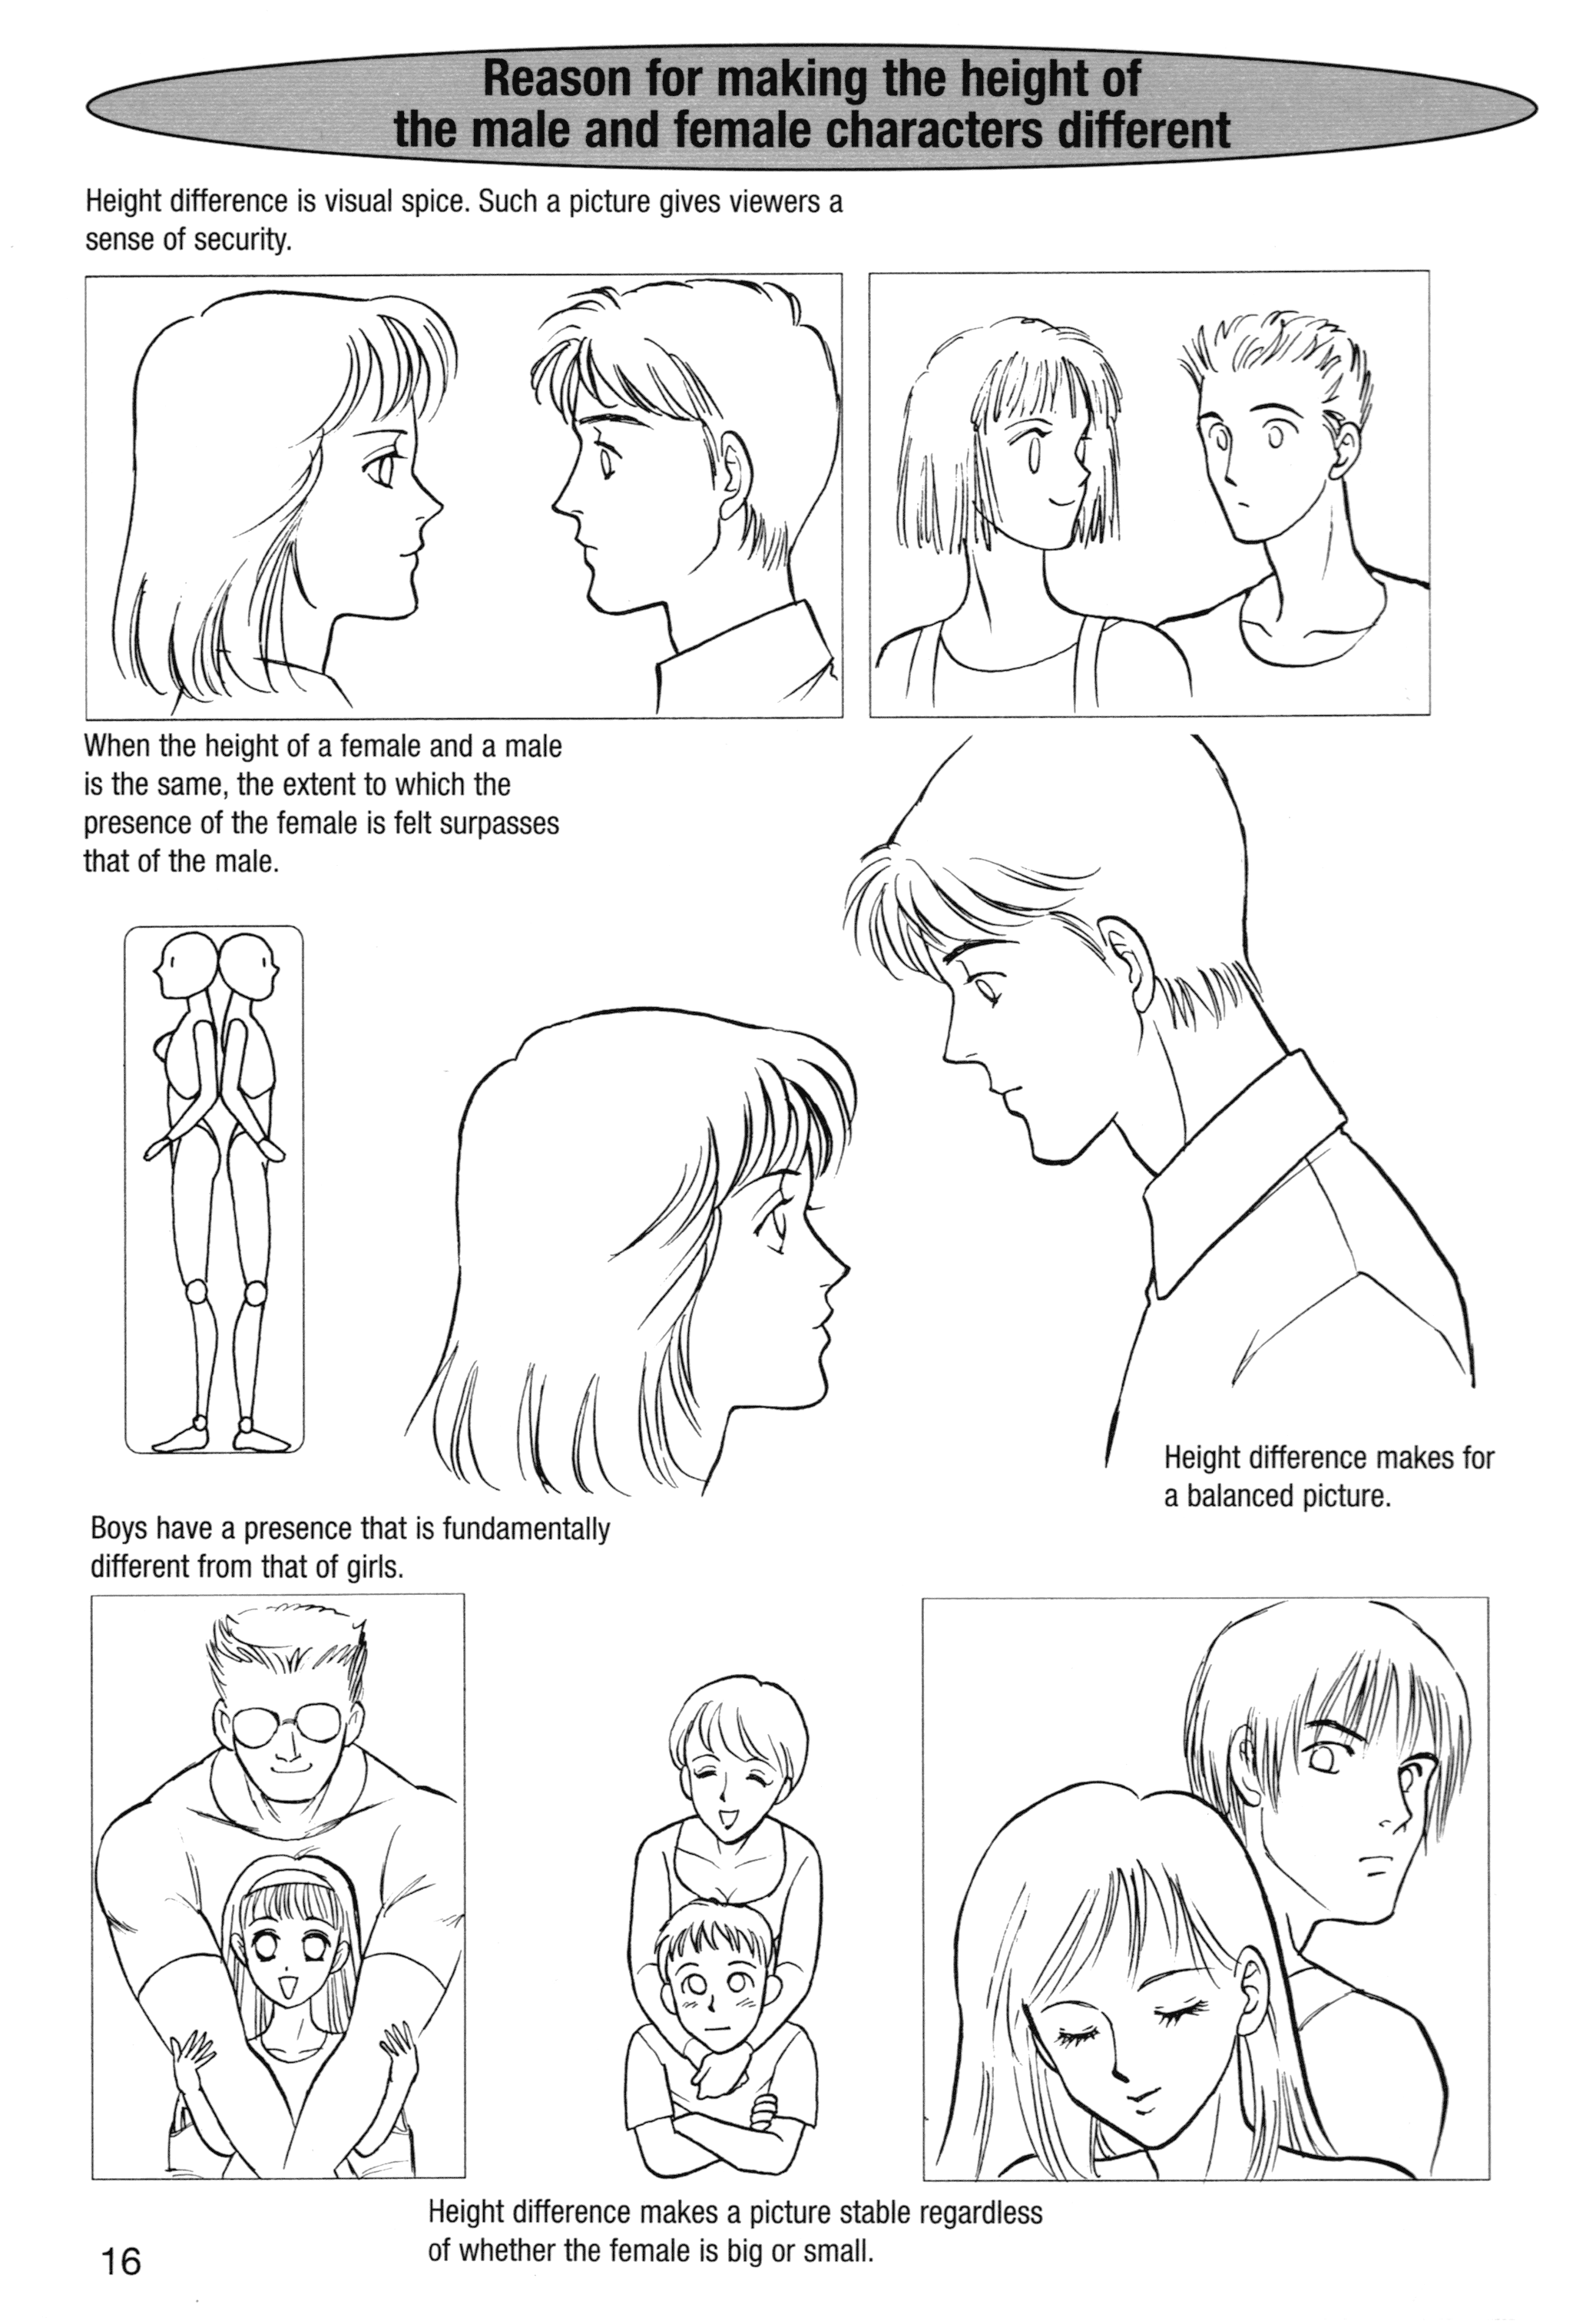 Reason for making the height of
the male and female characters different
Height difference is visual spice. Such a picture gives viewers a
sense of security.
When the height of a female and a male
is the same, the extent to which the
presence of the female is felt surpasses
that of the male.
Height difference makes for
a balanced picture.
Boys have a presence that is fundamentally
different from that of girls.
Height difference makes a picture stable regardless
of whether the female is big or small.
16